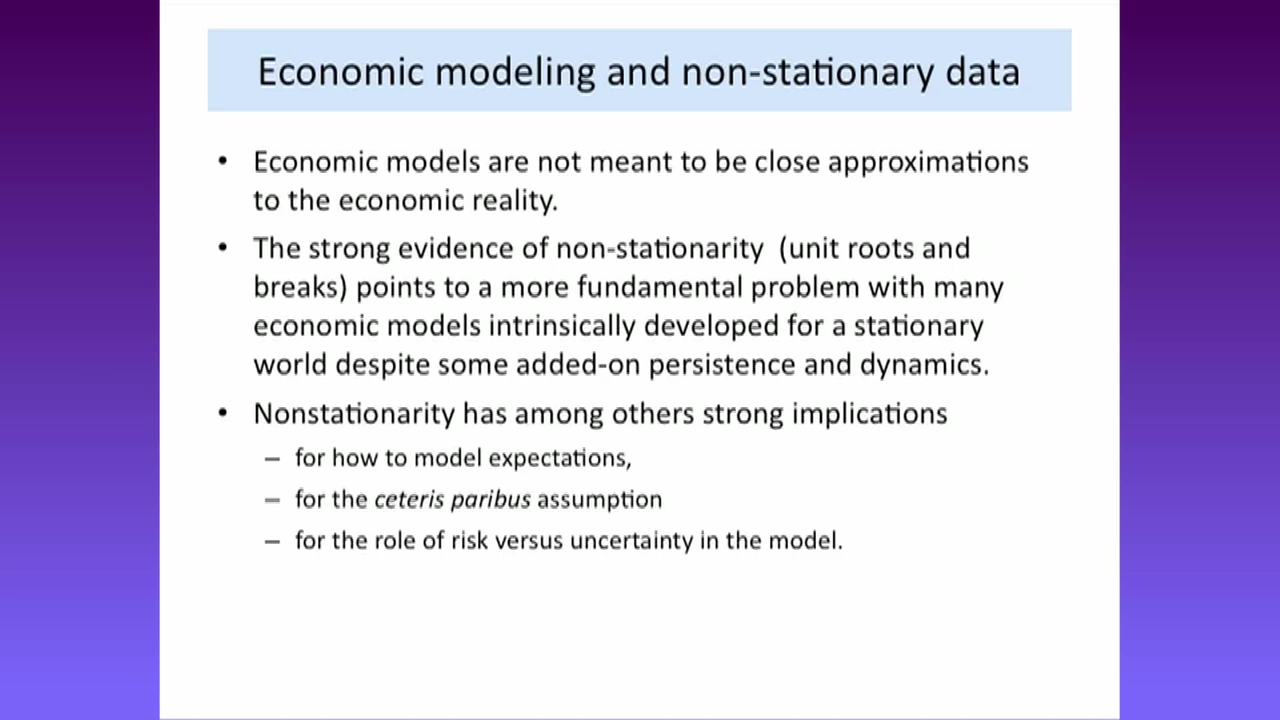 Economic modeling and non-stationary data
• Economic models are not meant to be close approximations
to the economic reality.
• The strong evidence of non-stationarity (unit roots and
breaks) points to a more fundamental problem with many
economic models intrinsically developed for a stationary
world despite some added-on persistence and dynamics.
• Nonstationarity has among others strong implications
– for how to model expectations,
– for the ceteris paribus assumption
– for the role of risk versus uncertainty in the model.